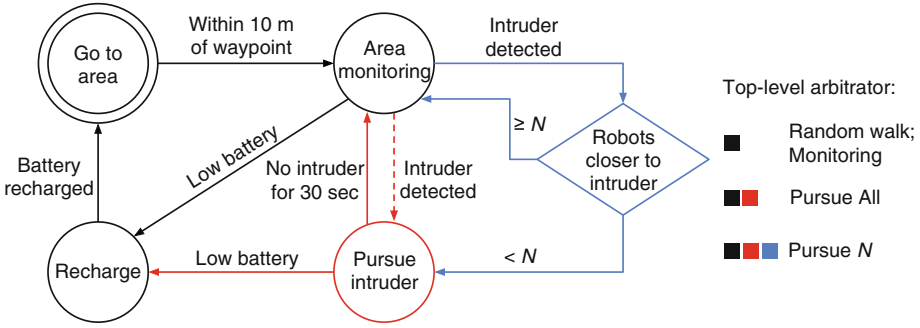 Go to
area
Within 10 m
of waypoint
Area
monitoring
Intruder
detected
Top-level arbitrator:
Random walk;
Monitoring
Pursue All
Pursue N
Robots
closer to
intruder
≥ N
< N
Battery
recharged
Low battery
No intruder
for 30 sec
Intruder
detected
Recharge
Low battery
Pursue
intruder